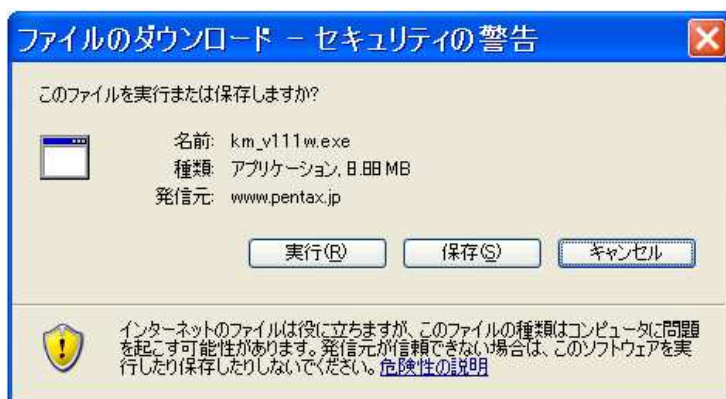 ファイルのダウンロード － セキュリティの警告
このファイルを実行または保存しますか?
名前: km_v111w.exe
種類: アプリケーション, 8.88 MB
発信元: www.pentax.jp
実行(R) 保存(S) キャンセル
インターネットのファイルは役に立ちますが、このファイルの種類はコンピュータに問題
を起こす可能性があります。発信元が信頼できない場合は、このソフトウェアを実
行したり保存したりしないでください。危険性の説明